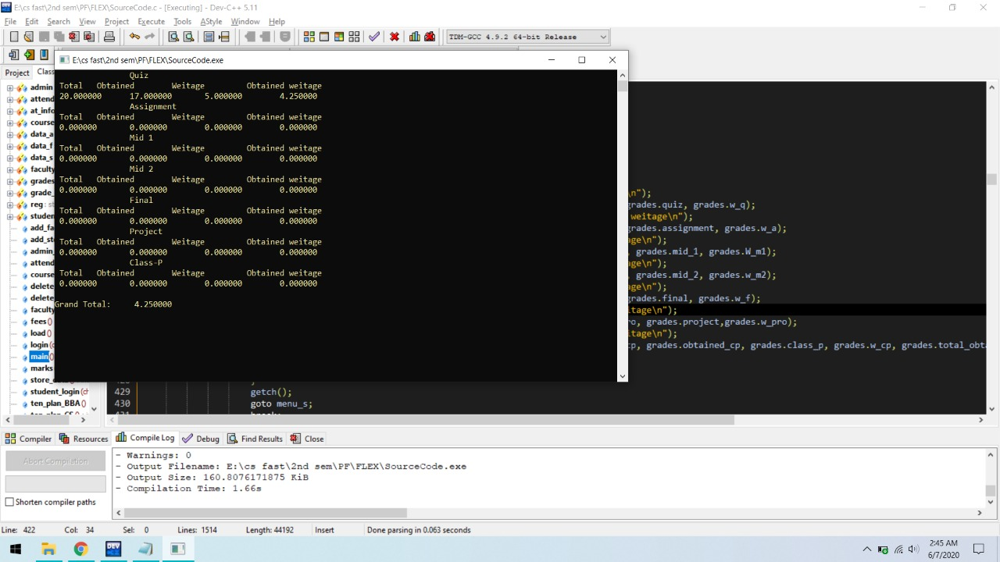 E:\cs fast\2nd sem\PF\FLEX\SourceCode.c - [Executing] - Dev-C++ 5.11
File Edit Search View Project Execute Tools AStyle Window Help
TDM-GCC 4.9.2 64-bit Release
E:\cs fast\2nd sem\PF\FLEX\SourceCode.exe
Quiz
Total Obtained Weitage Obtained weitage
20.000000 17.000000 5.000000 4.250000
Assignment
Total Obtained Weitage Obtained weitage
0.000000 0.000000 0.000000 0.000000
Mid 1
Total Obtained Weitage Obtained weitage
0.000000 0.000000 0.000000 0.000000
Mid 2
Total Obtained Weitage Obtained weitage
0.000000 0.000000 0.000000 0.000000
Final
Total Obtained Weitage Obtained weitage
0.000000 0.000000 0.000000 0.000000
Project
Total Obtained Weitage Obtained weitage
0.000000 0.000000 0.000000 0.000000
Class-P
Total Obtained Weitage Obtained weitage
0.000000 0.000000 0.000000 0.000000
Grand Total: 4.250000
Project Clas
admin
attend
at_info
course
data_a
data_f
data_s
faculty
grades
grade_
reg : s
student
add_fa
add_st
admin_
attend
course
delete
delete
faculty
fees ()
load ()
login (c
main ()
marks
store_d
student_login (ch
ten_plan_BBA ()
\n");
grades.quiz, grades.w_q);
weitage\n");
grades.assignment, grades.w_a);
tage\n");
, grades.mid_1, grades.W_m1);
tage\n");
, grades.mid_2, grades.w_m2);
tage\n");
grades.final, grades.w_f);
itage\n");
ro, grades.project,grades.w_pro);
itage\n");
cp, grades.obtained_cp, grades.class_p, grades.w_cp, grades.total_obta
429 getch();
430 goto menu_s;
Compiler Resources Compile Log Debug Find Results Close
Abort Compilation
Shorten compiler paths
- Warnings: 0
- Output Filename: E:\cs fast\2nd sem\PF\FLEX\SourceCode.exe
- Output Size: 160.8076171875 KiB
- Compilation Time: 1.66s
Line: 422 Col: 34 Sel: 0 Lines: 1514 Length: 44192 Insert Done parsing in 0.063 seconds
DEV
2:45 AM
6/7/2020